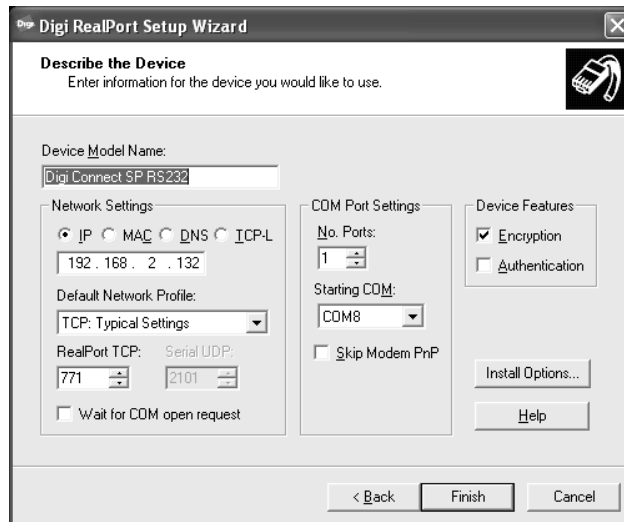 Digi Digi RealPort Setup Wizard
Describe the Device
Enter information for the device you would like to use.
Device Model Name:
Digi Connect SP RS232
Network Settings
IP MAC DNS TCP-L
192 . 168 . 2 . 132
Default Network Profile:
TCP: Typical Settings
RealPort TCP: Serial UDP:
771 2101
Wait for COM open request
COM Port Settings
No. Ports:
1
Starting COM:
COM8
Skip Modem PnP
Device Features
Encryption
Authentication
Install Options...
Help
< Back Finish Cancel